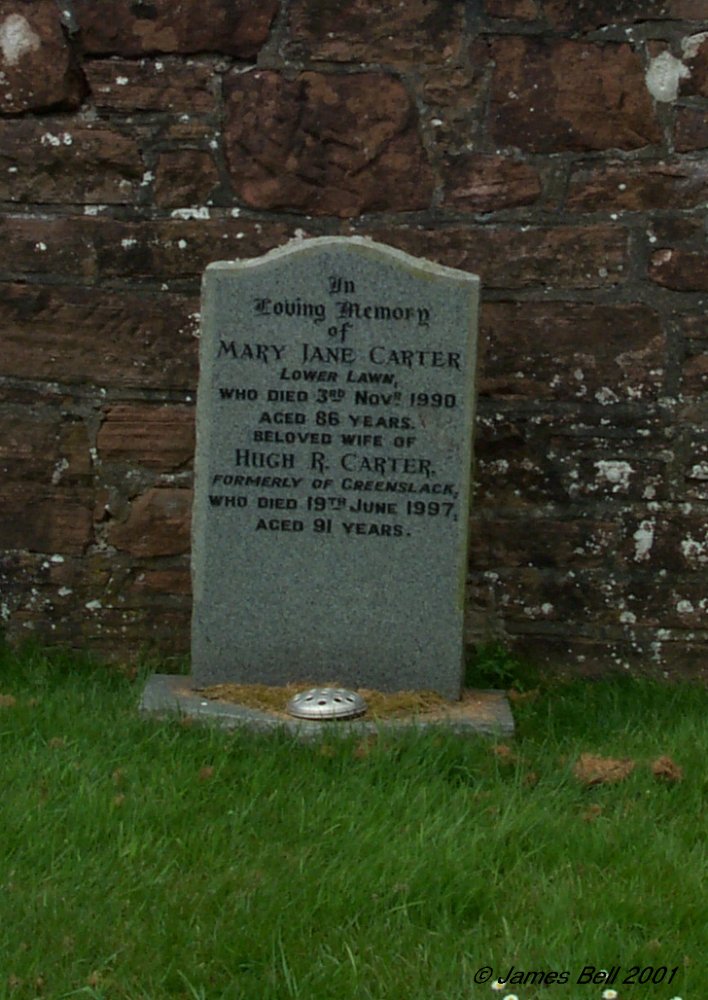 In
Loving Memory
of
MARY JANE CARTER
LOWER LAWN,
WHO DIED 3RD NOVR 1990
AGED 86 YEARS.
BELOVED WIFE OF
HUGH R. CARTER,
FORMERLY OF GREENSLACK,
WHO DIED 19TH JUNE 1997,
AGED 91 YEARS.
© James Bell 2001